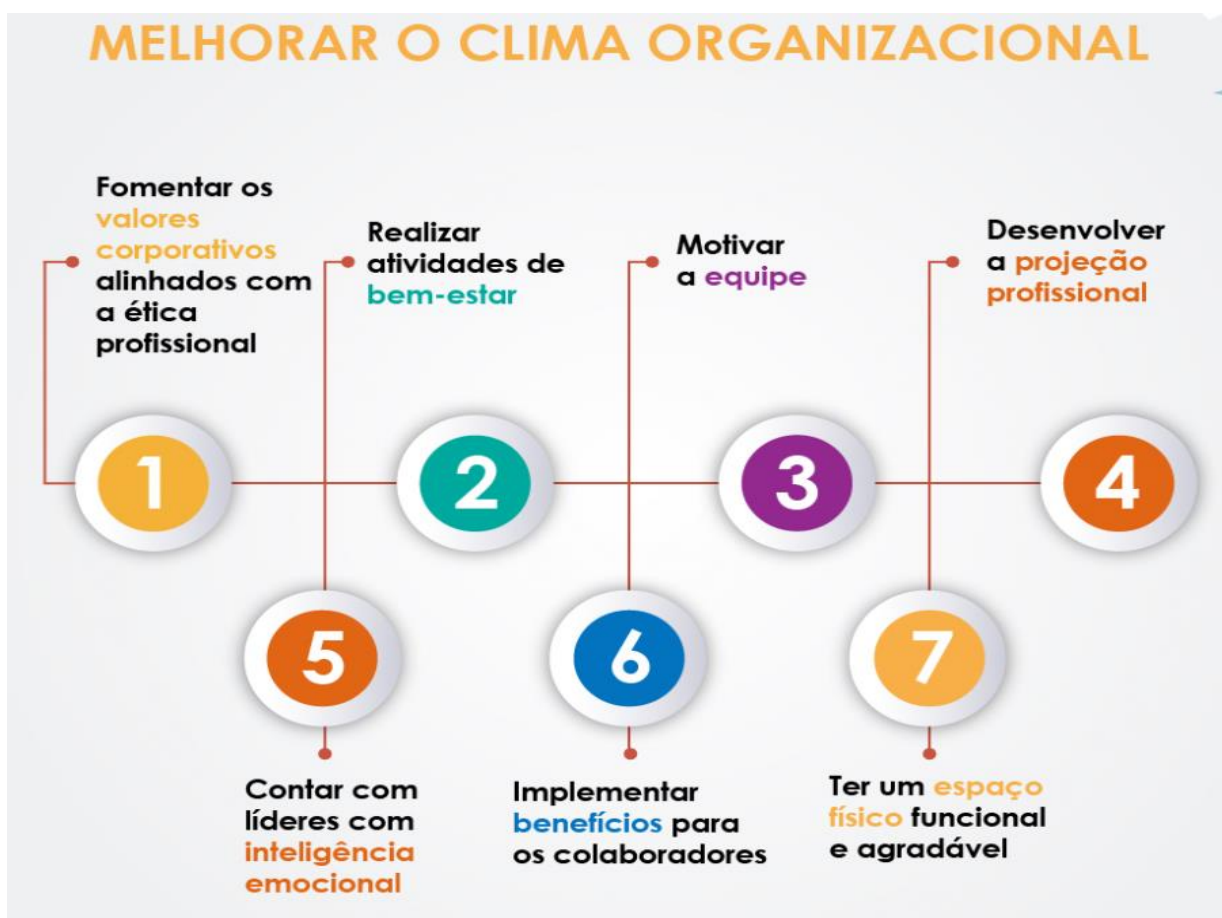 MELHORAR O CLIMA ORGANIZACIONAL
Fomentar os
valores
corporativos
alinhados com
a ética
profissional
Realizar
atividades de
bem-estar
Motivar
a equipe
Desenvolver
a projeção
profissional
1
2
3
4
5
6
7
Contar com
líderes com
inteligência
emocional
Implementar
benefícios para
os colaboradores
Ter um espaço
físico funcional
e agradável